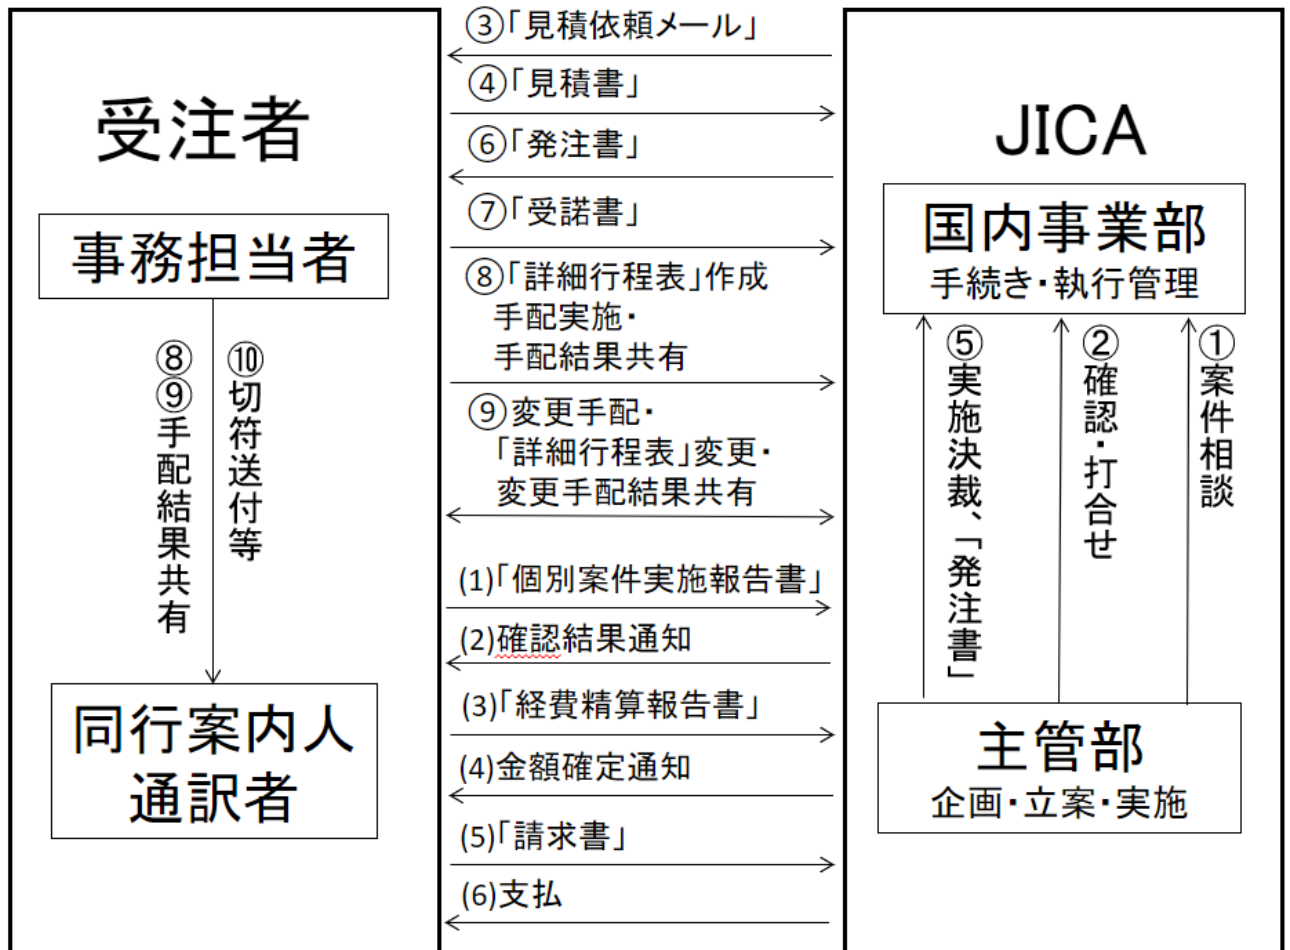 受注者
事務担当者
⑧⑨手配結果共有
⑩切符送付等
同行案内人
通訳者
③「見積依頼メール」
④「見積書」
⑥「発注書」
⑦「受諾書」
⑧「詳細行程表」作成
手配実施・
手配結果共有
⑨変更手配・
「詳細行程表」変更・
変更手配結果共有
(1)「個別案件実施報告書」
(2)確認結果通知
(3)「経費精算報告書」
(4)金額確定通知
(5)「請求書」
(6)支払
JICA
国内事業部
手続き・執行管理
⑤実施決裁、「発注書」
②確認・打合せ
①案件相談
主管部
企画・立案・実施